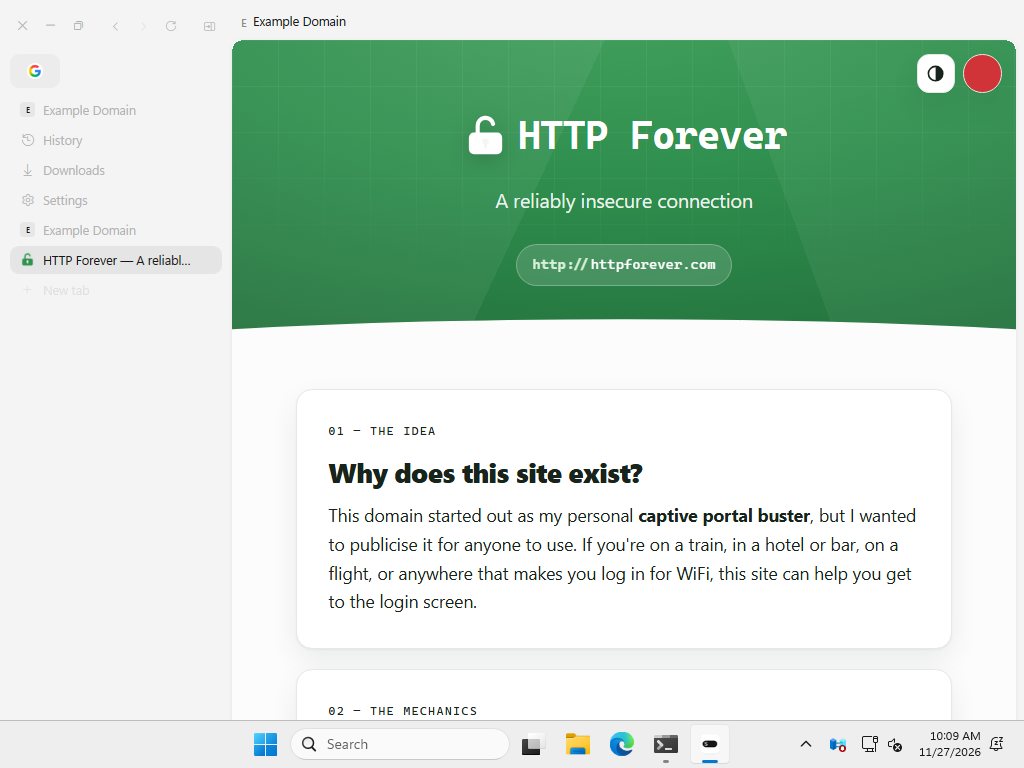 E Example Domain
G
E Example Domain
History
Downloads
Settings
E Example Domain
HTTP Forever — A reliabl...
New tab
HTTP Forever
A reliably insecure connection
http://httpforever.com
01 — THE IDEA
Why does this site exist?
This domain started out as my personal captive portal buster, but I wanted
to publicise it for anyone to use. If you're on a train, in a hotel or bar, on a
flight, or anywhere that makes you log in for WiFi, this site can help you get
to the login screen.
02 — THE MECHANICS
Search
10:09 AM
11/27/2026